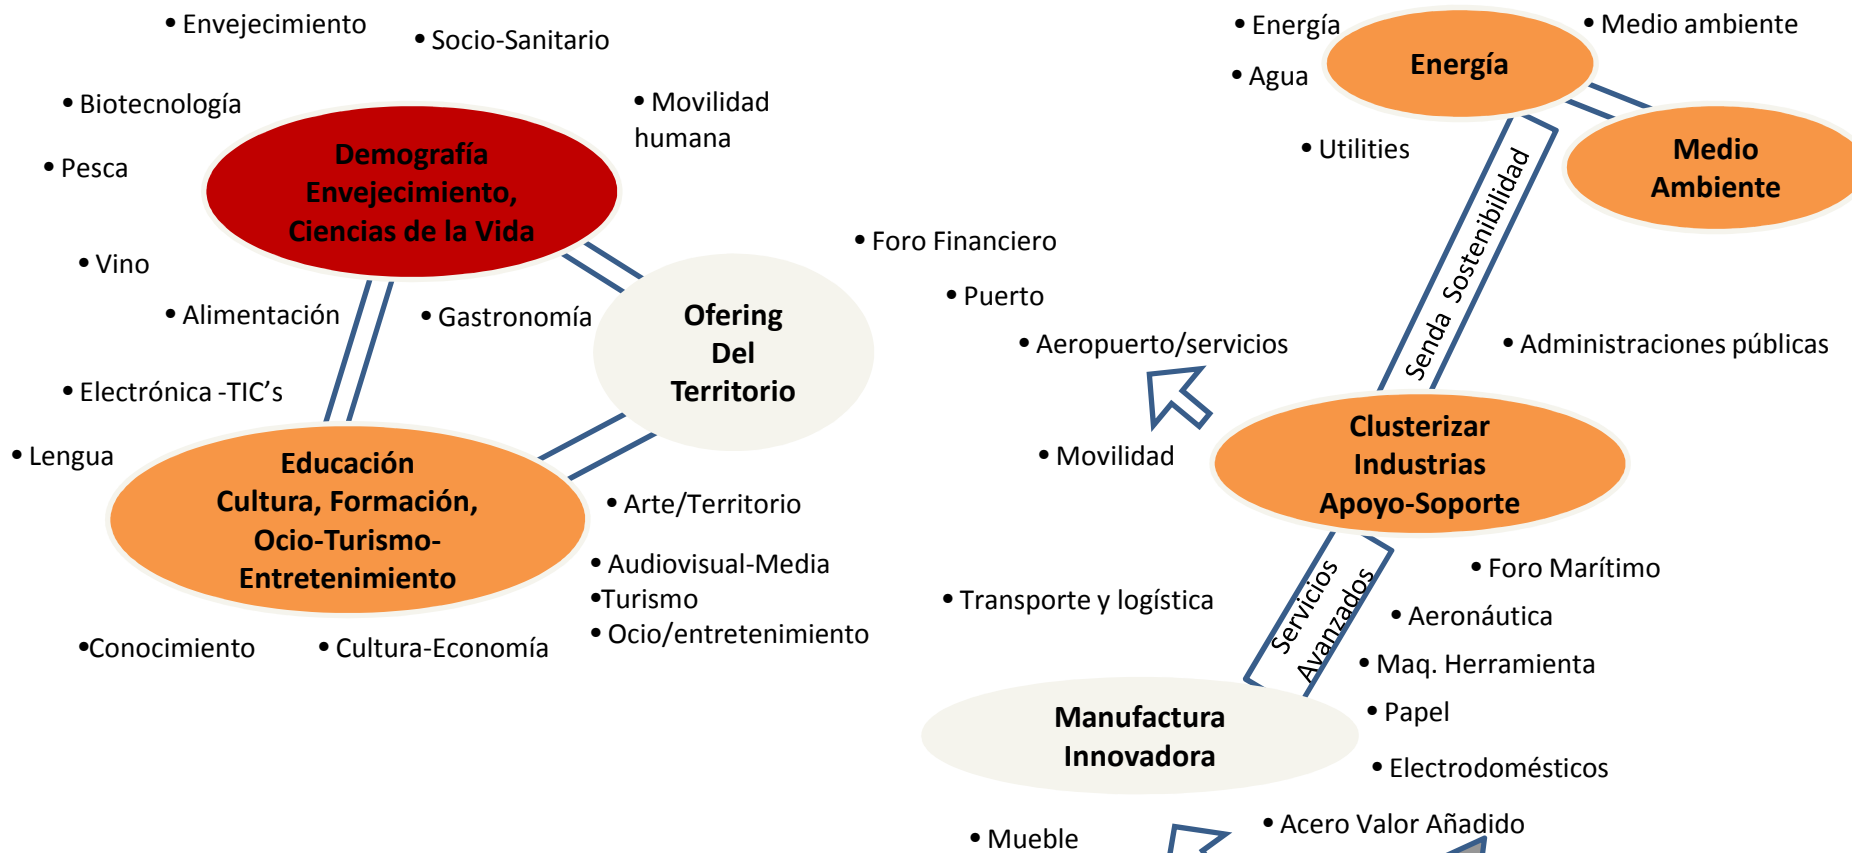 • Envejecimiento
• Socio-Sanitario
• Biotecnología
• Movilidad
humana
• Pesca
Demografía
Envejecimiento,
Ciencias de la Vida
• Vino
• Alimentación
• Gastronomía
Ofering
Del
Territorio
• Electrónica -TIC's
• Lengua
Educación
Cultura, Formación,
Ocio-Turismo-
Entretenimiento
• Arte/Territorio
• Audiovisual-Media
•Turismo
• Ocio/entretenimiento
•Conocimiento
• Cultura-Economía
• Energía
• Medio ambiente
Energía
• Agua
• Utilities
Medio
Ambiente
Senda Sostenibilidad
• Foro Financiero
• Puerto
• Aeropuerto/servicios
• Administraciones públicas
• Movilidad
Clusterizar
Industrias
Apoyo-Soporte
• Transporte y logística
Servicios
Avanzados
• Foro Marítimo
• Aeronáutica
• Maq. Herramienta
• Papel
Manufactura
Innovadora
• Electrodomésticos
• Acero Valor Añadido
• Mueble